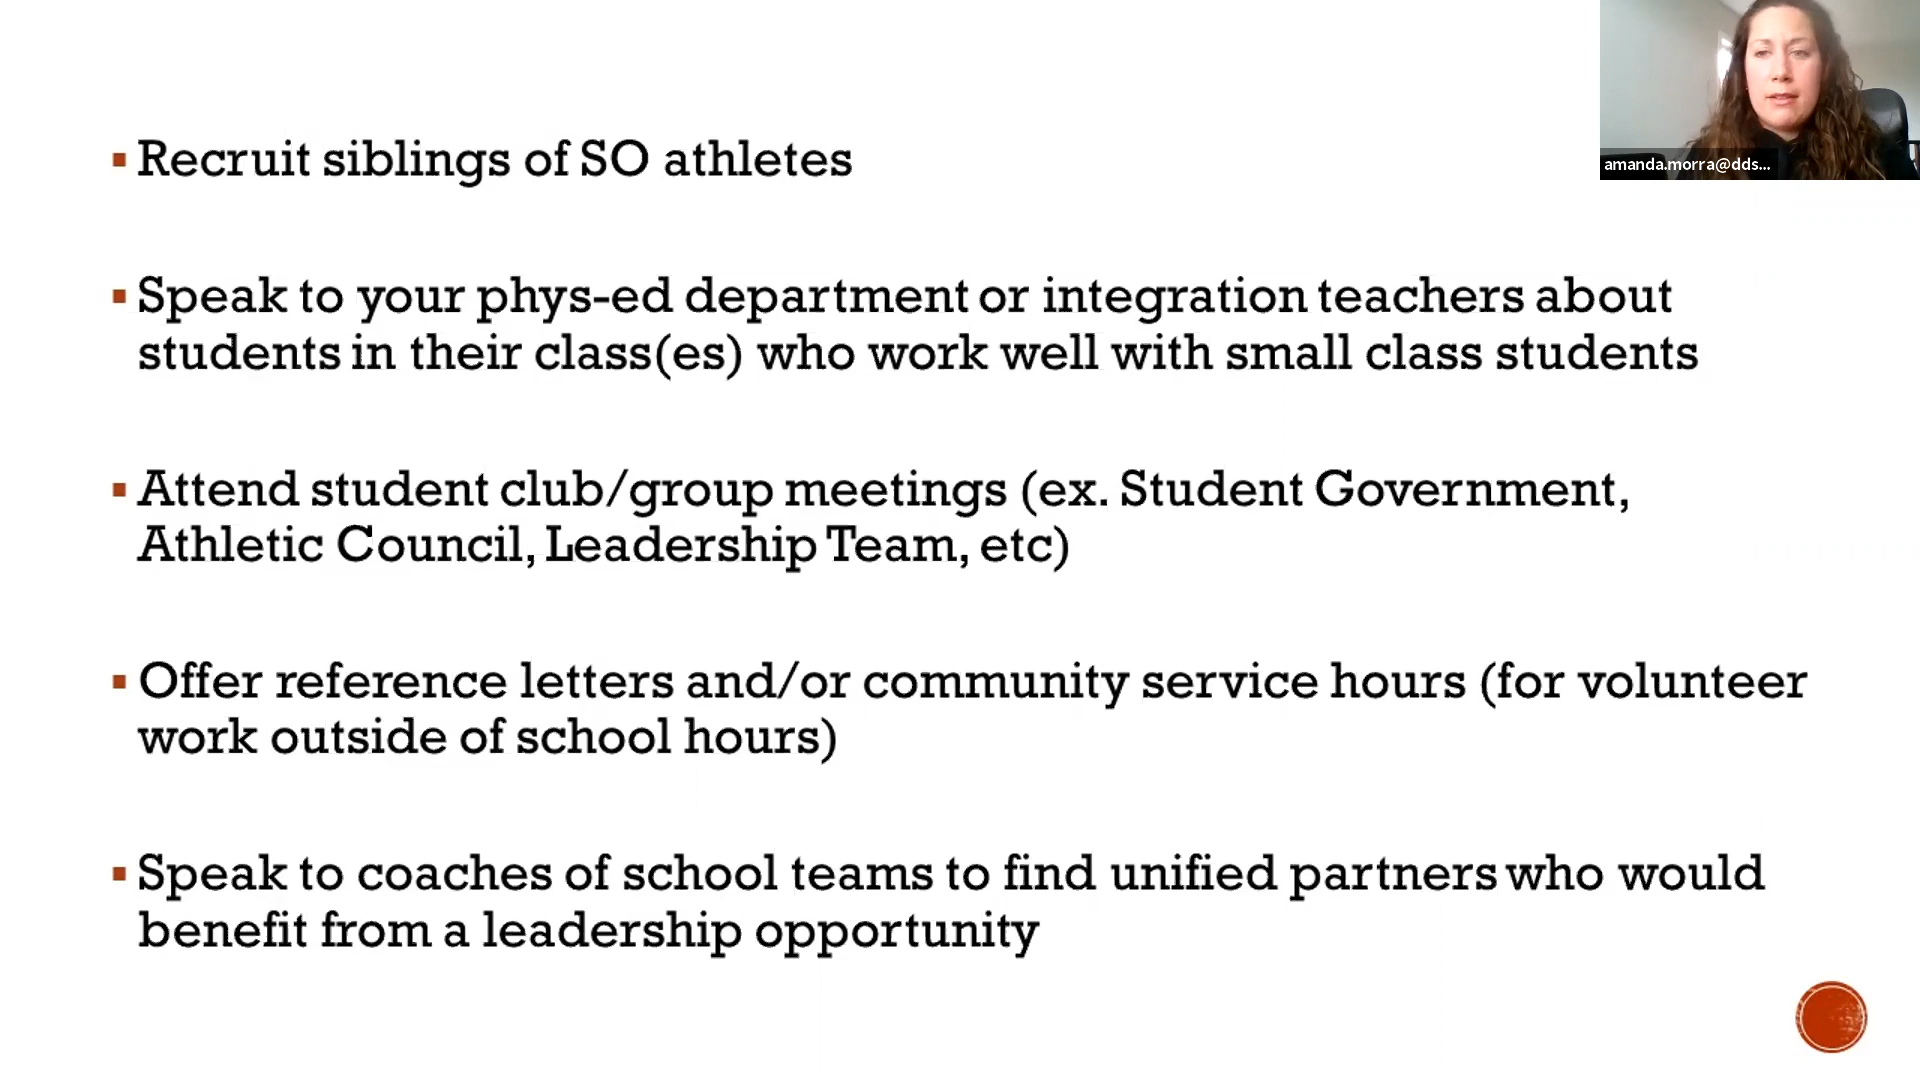 ▪ Recruit siblings of SO athletes
▪ Speak to your phys-ed department or integration teachers about
students in their class(es) who work well with small class students
▪ Attend student club/group meetings (ex. Student Government,
Athletic Council, Leadership Team, etc)
▪ Offer reference letters and/or community service hours (for volunteer
work outside of school hours)
▪ Speak to coaches of school teams to find unified partners who would
benefit from a leadership opportunity
amanda.morra@dds...